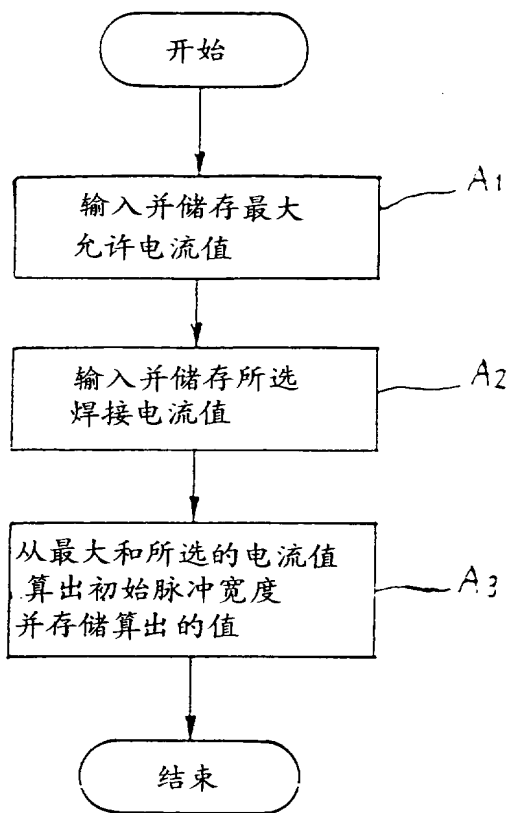 开始
A1
输入并储存最大
允许电流值
A2
输入并储存所选
焊接电流值
A3
从最大和所选的电流值
算出初始脉冲宽度
并存储算出的值
结束